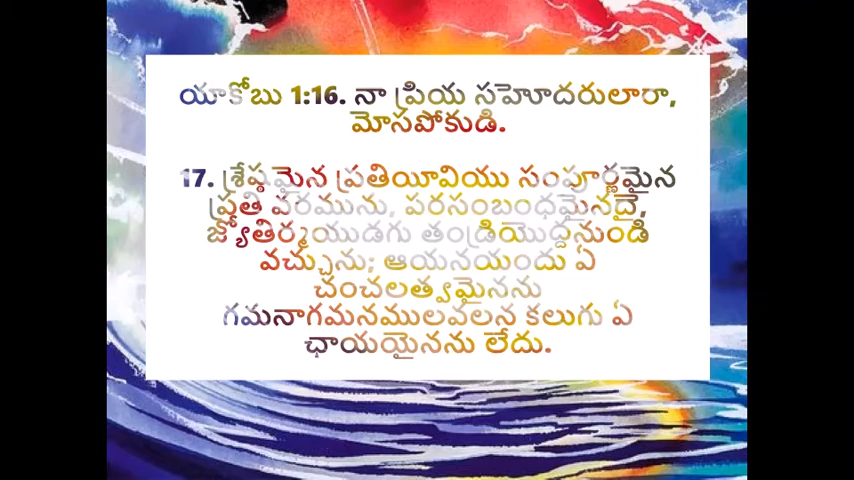 యాకోబు 1:16. నా ప్రియ సహోదరులారా,
మోసపోకుడి.
17. శ్రేష్ఠమైన ప్రతియీవియు సంపూర్ణమైన
ప్రతి వరమును, పరసంబంధమైనదై,
జ్యోతిర్మయుడగు తండ్రియొద్దనుండి
వచ్చును; ఆయనయందు ఏ
చంచలత్వమైనను
గమనాగమనములవలన కలుగు ఏ
ఛాయయైనను లేదు.